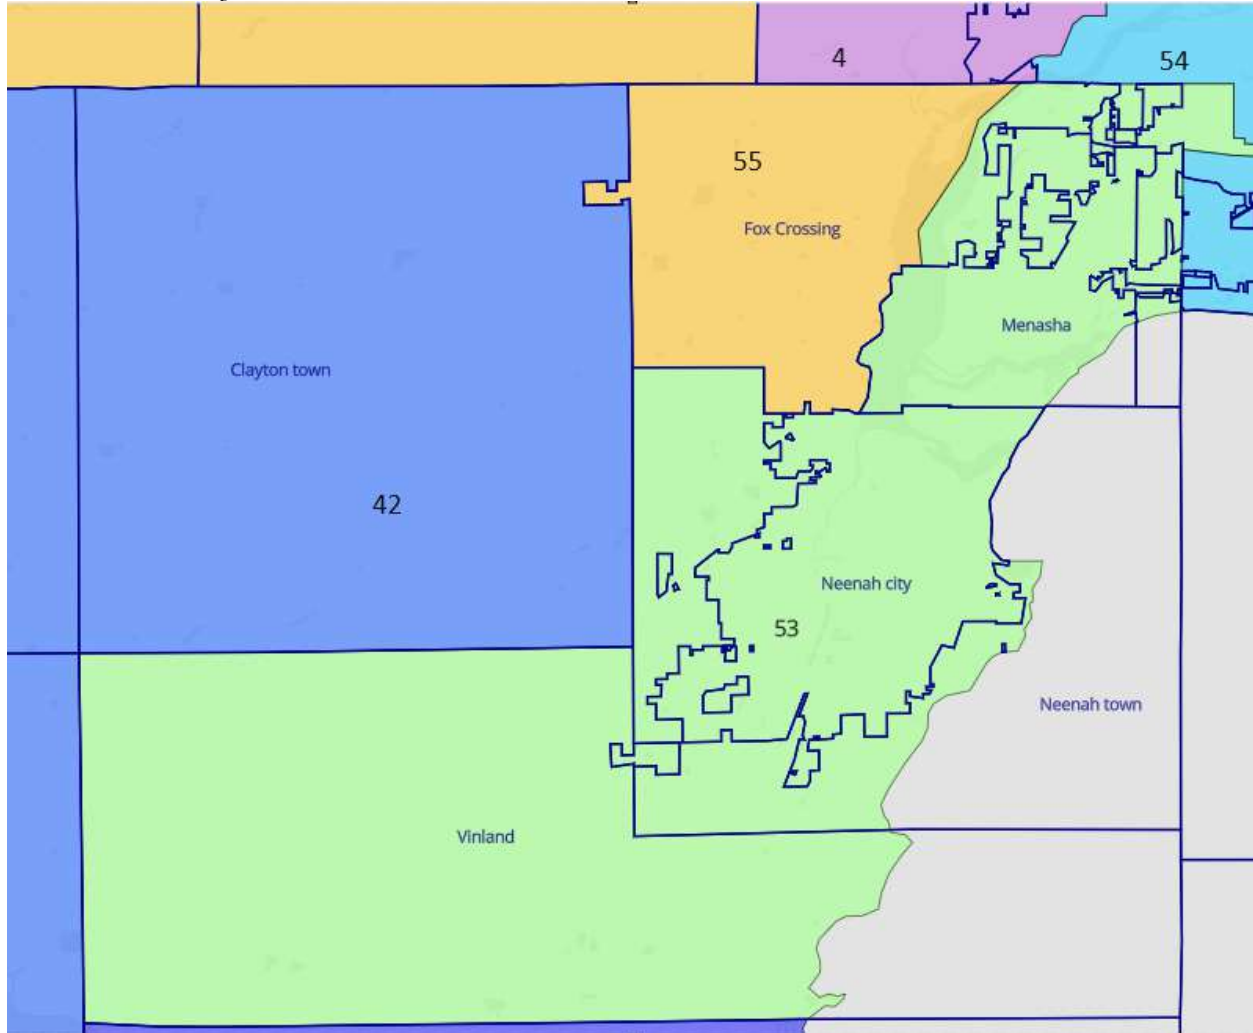 4
54
55
Fox Crossing
Menasha
Clayton town
42
Neenah city
53
Neenah town
Vinland